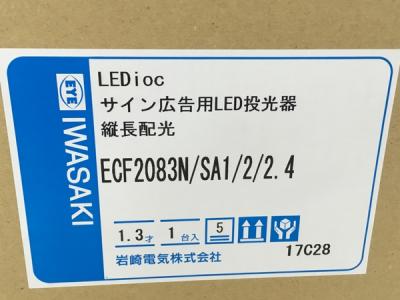 EYE
IWASAKI
LEDioc
サイン広告用LED投光器
縦長配光
ECF2083N/SA1/2/2.4
1.3才 1台入 5
17C28
岩崎電気株式会社